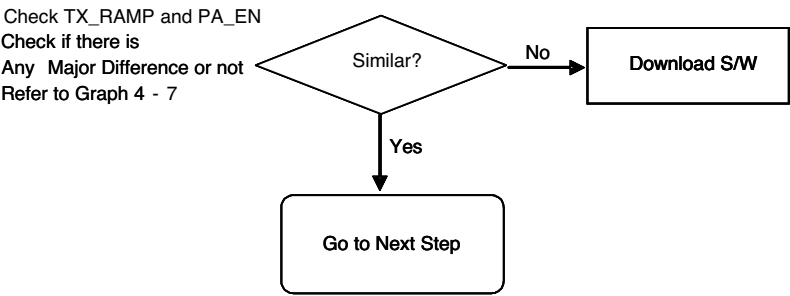 Check TX_RAMP and PA_EN
Check if there is
Any Major Difference or not
Refer to Graph 4 - 7
Similar?
No
Download S/W
Yes
Go to Next Step